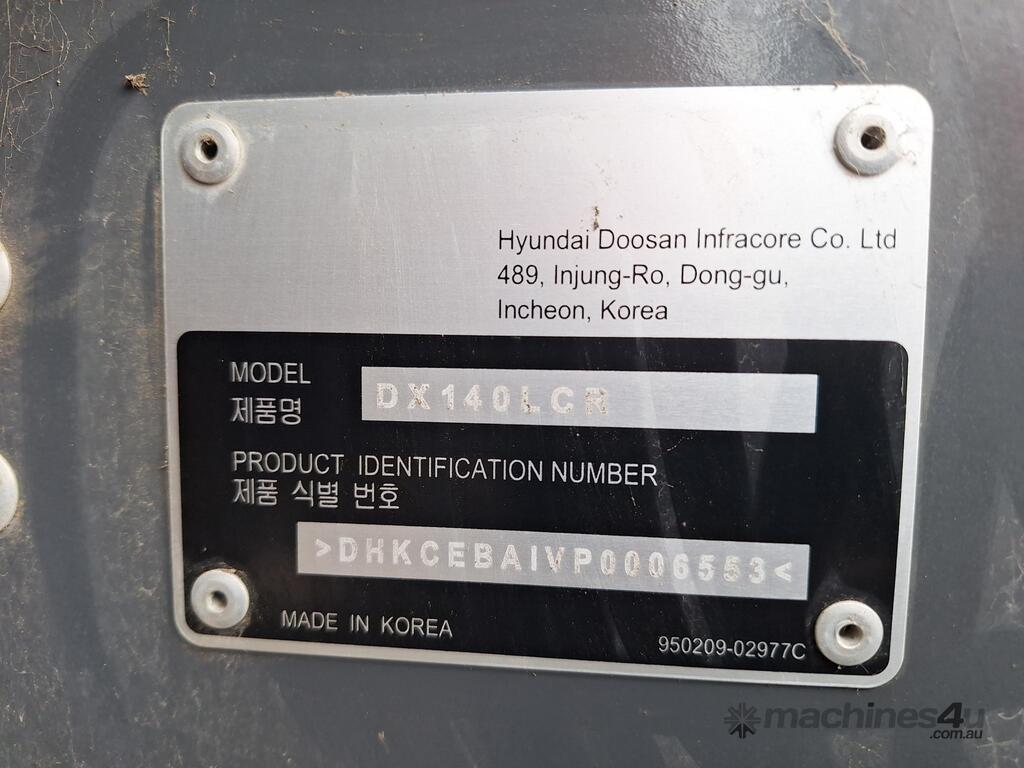 Hyundai Doosan Infracore Co. Ltd
489, Injung-Ro, Dong-gu,
Incheon, Korea
MODEL
제품명
DX140LCR
PRODUCT IDENTIFICATION NUMBER
제품 식별 번호
>DHKCEBAIVP0006553<
MADE IN KOREA
950209-02977C
machines4u
.com.au